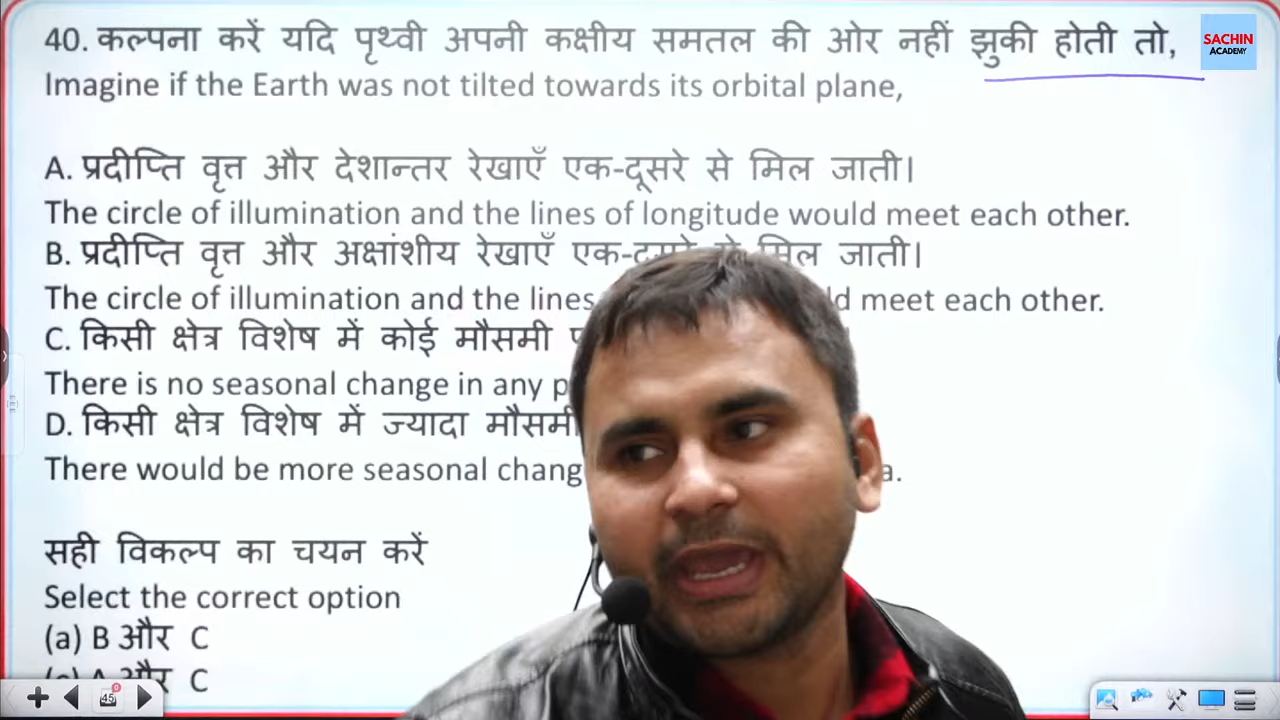 40. कल्पना करें यदि पृथ्वी अपनी कक्षीय समतल की ओर नहीं झुकी होती तो,
SACHIN
ACADEMY
Imagine if the Earth was not tilted towards its orbital plane,
A. प्रदीप्ति वृत्त और देशान्तर रेखाएँ एक-दूसरे से मिल जाती।
The circle of illumination and the lines of longitude would meet each other.
B. प्रदीप्ति वृत्त और अक्षांशीय रेखाएँ मिल जाती।
The circle of illumination and the lines meet each other.
C. किसी क्षेत्र विशेष में कोई मौसमी
There is no seasonal change in any
D. किसी क्षेत्र विशेष में ज्यादा मौसमी
There would be more seasonal
सही विकल्प का चयन करें
Select the correct option
(a) B और C
और C
45